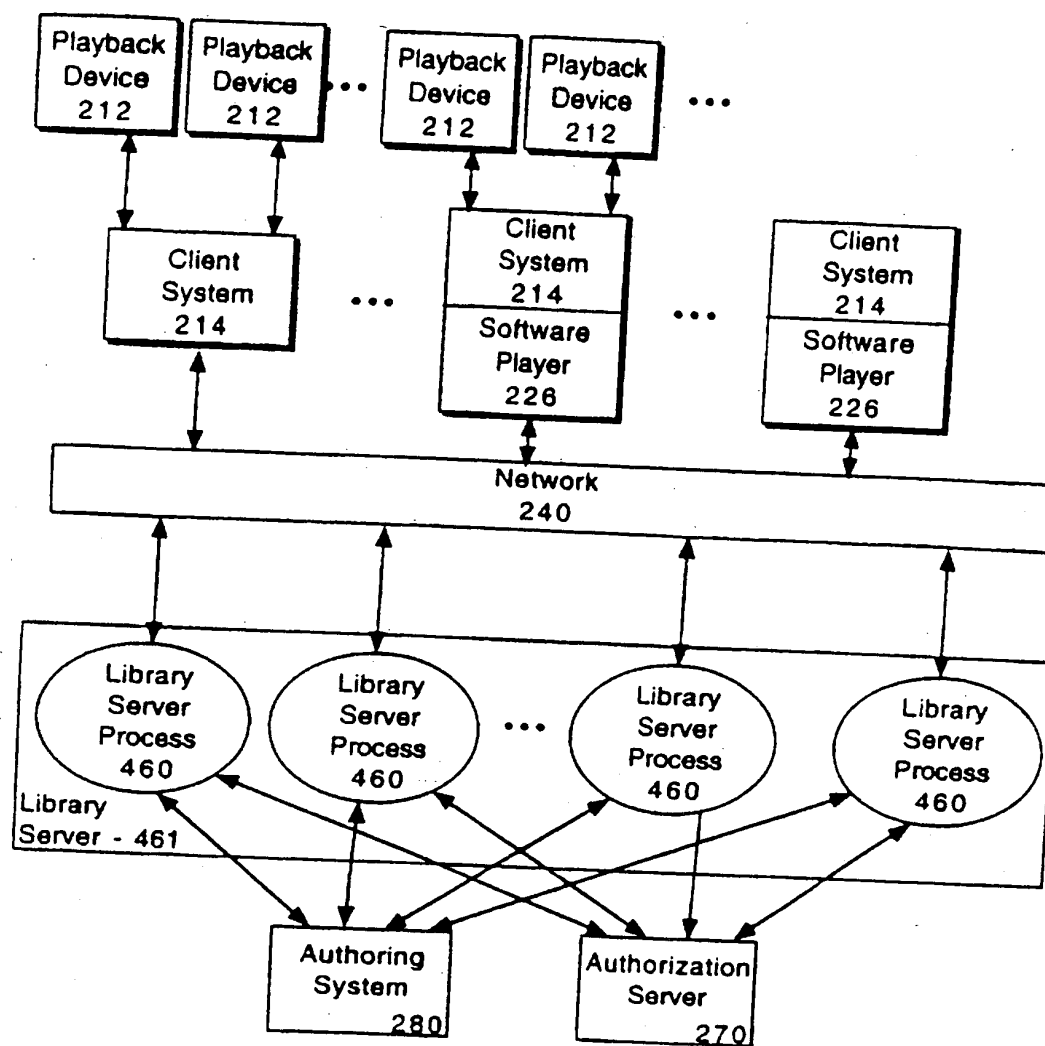 Playback
Device
212
Playback
Device
212
...
Playback
Device
212
Playback
Device
212
...
Client
System
214
...
Client
System
214
Software
Player
226
...
Client
System
214
Software
Player
226
Network
240
Library
Server
Process
460
Library
Server
Process
460
...
Library
Server
Process
460
Library
Server
Process
460
Library
Server - 461
Authoring
System
280
Authorization
Server
270